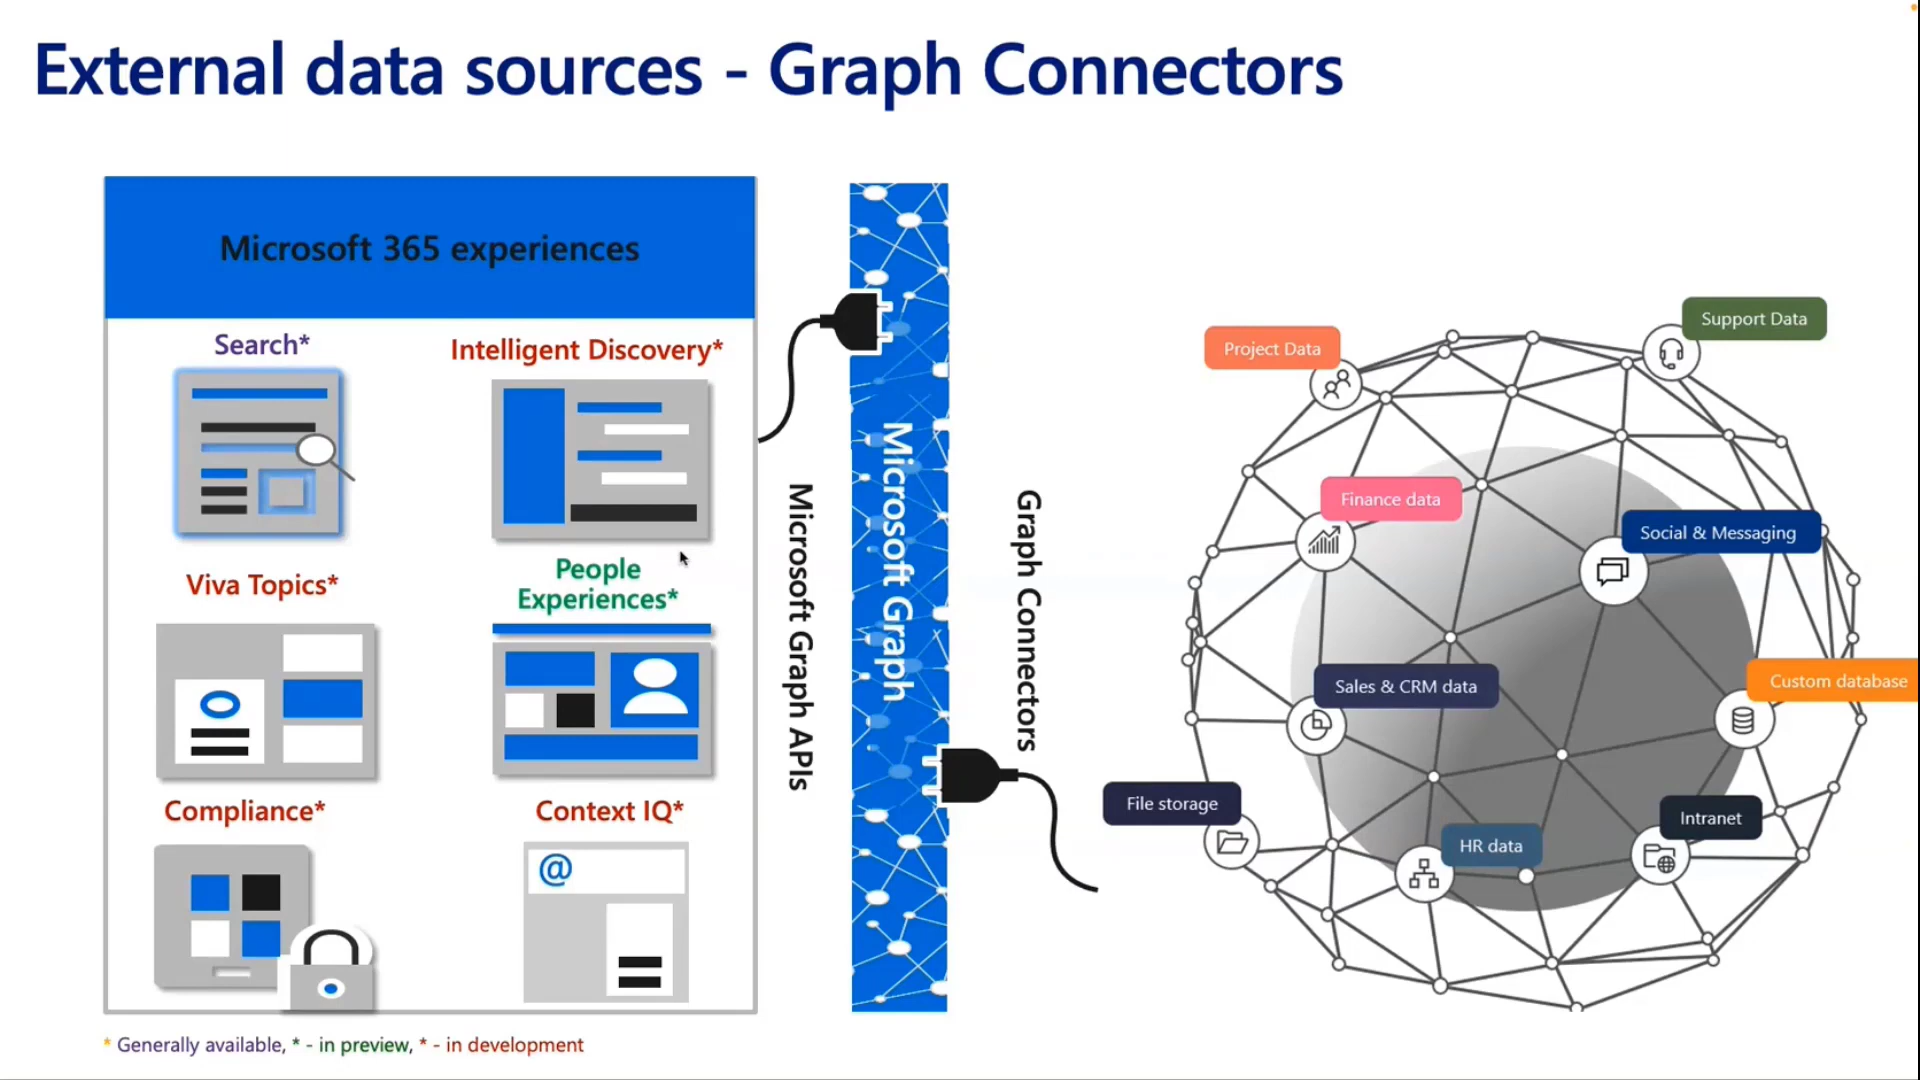 External data sources - Graph Connectors
Microsoft 365 experiences
Search*
Intelligent Discovery*
Viva Topics*
People
Experiences*
Compliance*
Context IQ*
@
* Generally available, * - in preview, * - in development
Microsoft Graph APIs
Microsoft Graph
Graph Connectors
Project Data
Support Data
Finance data
Social & Messaging
Sales & CRM data
Custom database
File storage
HR data
Intranet